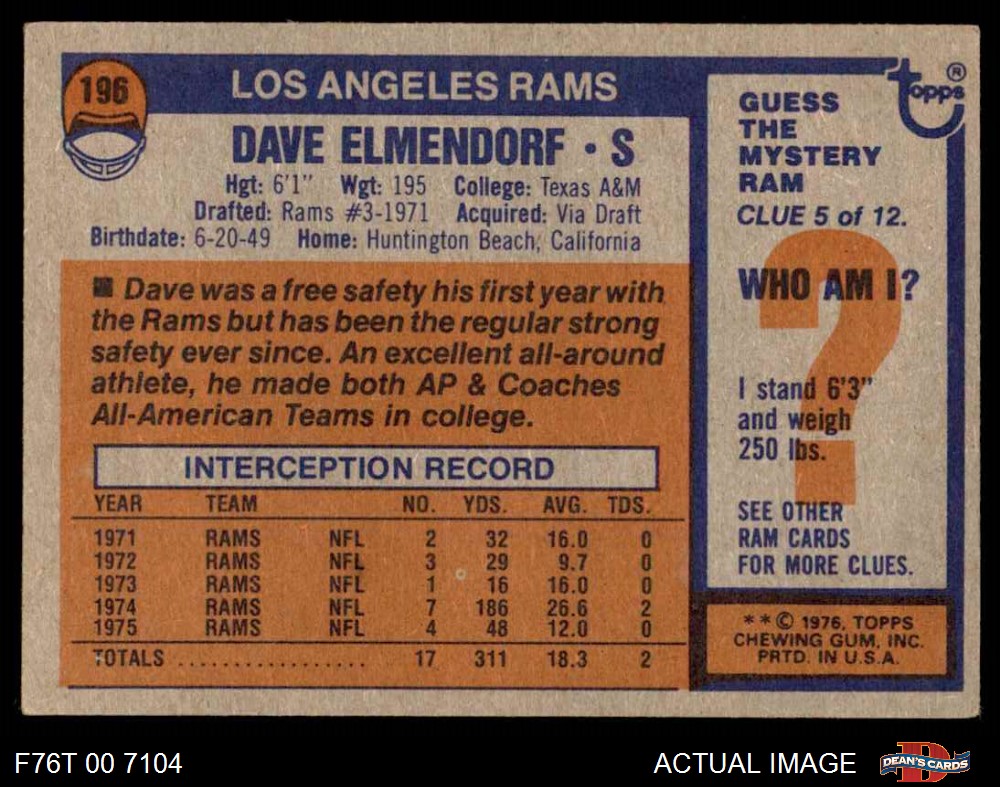 196
LOS ANGELES RAMS
DAVE ELMENDORF • S
Hgt: 6'1" Wgt: 195 College: Texas A&M
Drafted: Rams #3-1971 Acquired: Via Draft
Birthdate: 6-20-49 Home: Huntington Beach, California
■ Dave was a free safety his first year with
the Rams but has been the regular strong
safety ever since. An excellent all-around
athlete, he made both AP & Coaches
All-American Teams in college.
INTERCEPTION RECORD
YEAR TEAM NO. YDS. AVG. TDS.
1971 RAMS NFL 2 32 16.0 0
1972 RAMS NFL 3 29 9.7 0
1973 RAMS NFL 1 16 16.0 0
1974 RAMS NFL 7 186 26.6 2
1975 RAMS NFL 4 48 12.0 0
TOTALS ................. 17 311 18.3 2
topps ®
GUESS
THE
MYSTERY
RAM
CLUE 5 of 12.
WHO AM I?
?
I stand 6'3"
and weigh
250 lbs.
SEE OTHER
RAM CARDS
FOR MORE CLUES.
* * © 1976, TOPPS
CHEWING GUM, INC.
PRTD. IN U.S.A.
F76T 00 7104
ACTUAL IMAGE
D
DEAN'S CARDS